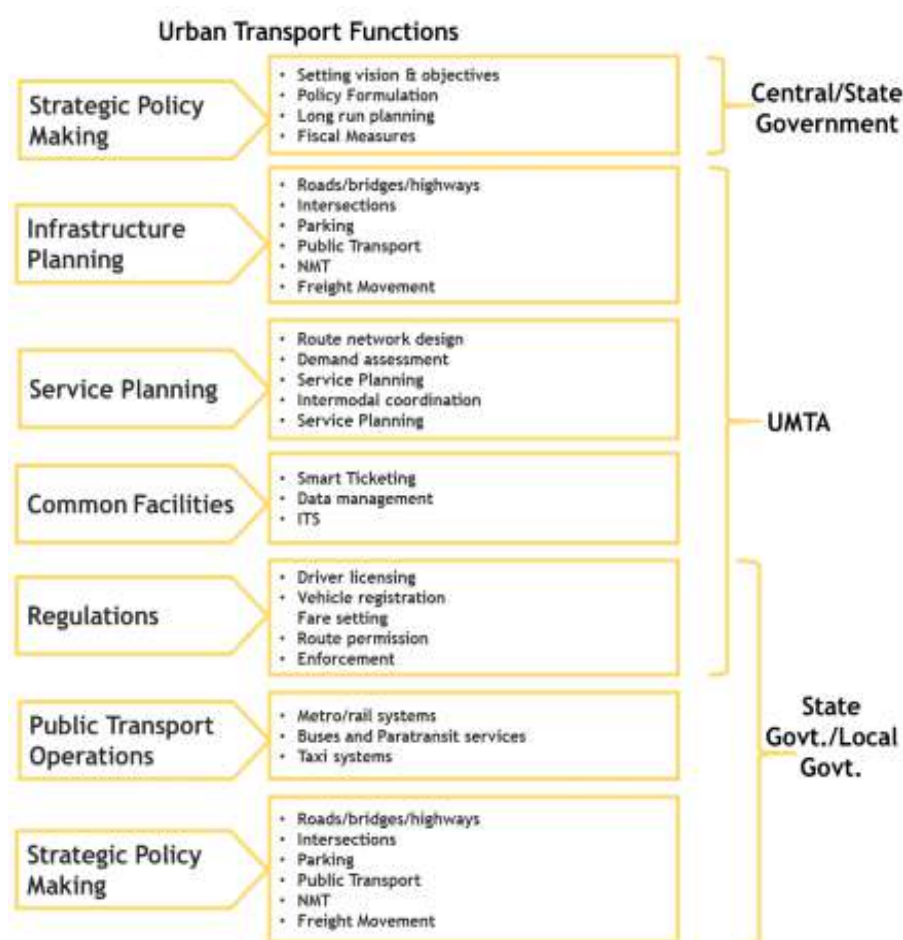 Urban Transport Functions
Strategic Policy
Making
• Setting vision & objectives
• Policy Formulation
• Long run planning
• Fiscal Measures
Central/State
Government
Infrastructure
Planning
• Roads/bridges/highways
• Intersections
• Parking
• Public Transport
• NMT
• Freight Movement
Service Planning
• Route network design
• Demand assessment
• Service Planning
• Intermodal coordination
• Service Planning
UMTA
Common Facilities
• Smart Ticketing
• Data management
• ITS
Regulations
• Driver licensing
• Vehicle registration
Fare setting
• Route permission
• Enforcement
Public Transport
Operations
• Metro/rail systems
• Buses and Paratransit services
• Taxi systems
State
Govt./Local
Govt.
Strategic Policy
Making
• Roads/bridges/highways
• Intersections
• Parking
• Public Transport
• NMT
• Freight Movement